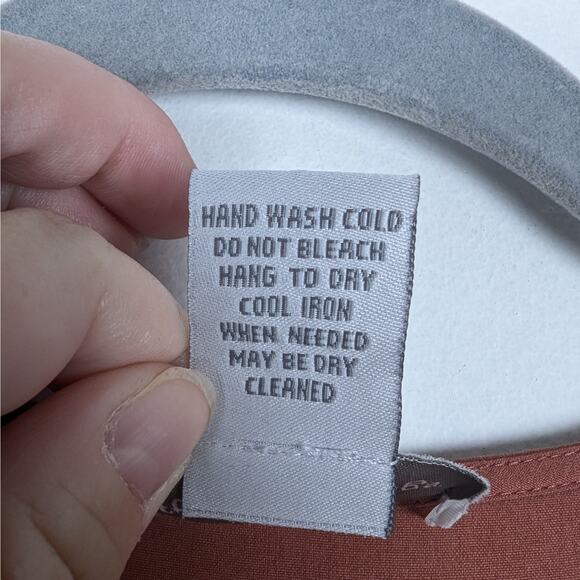 HAND WASH COLD
DO NOT BLEACH
HANG TO DRY
COOL IRON
WHEN NEEDED
MAY BE DRY
CLEANED